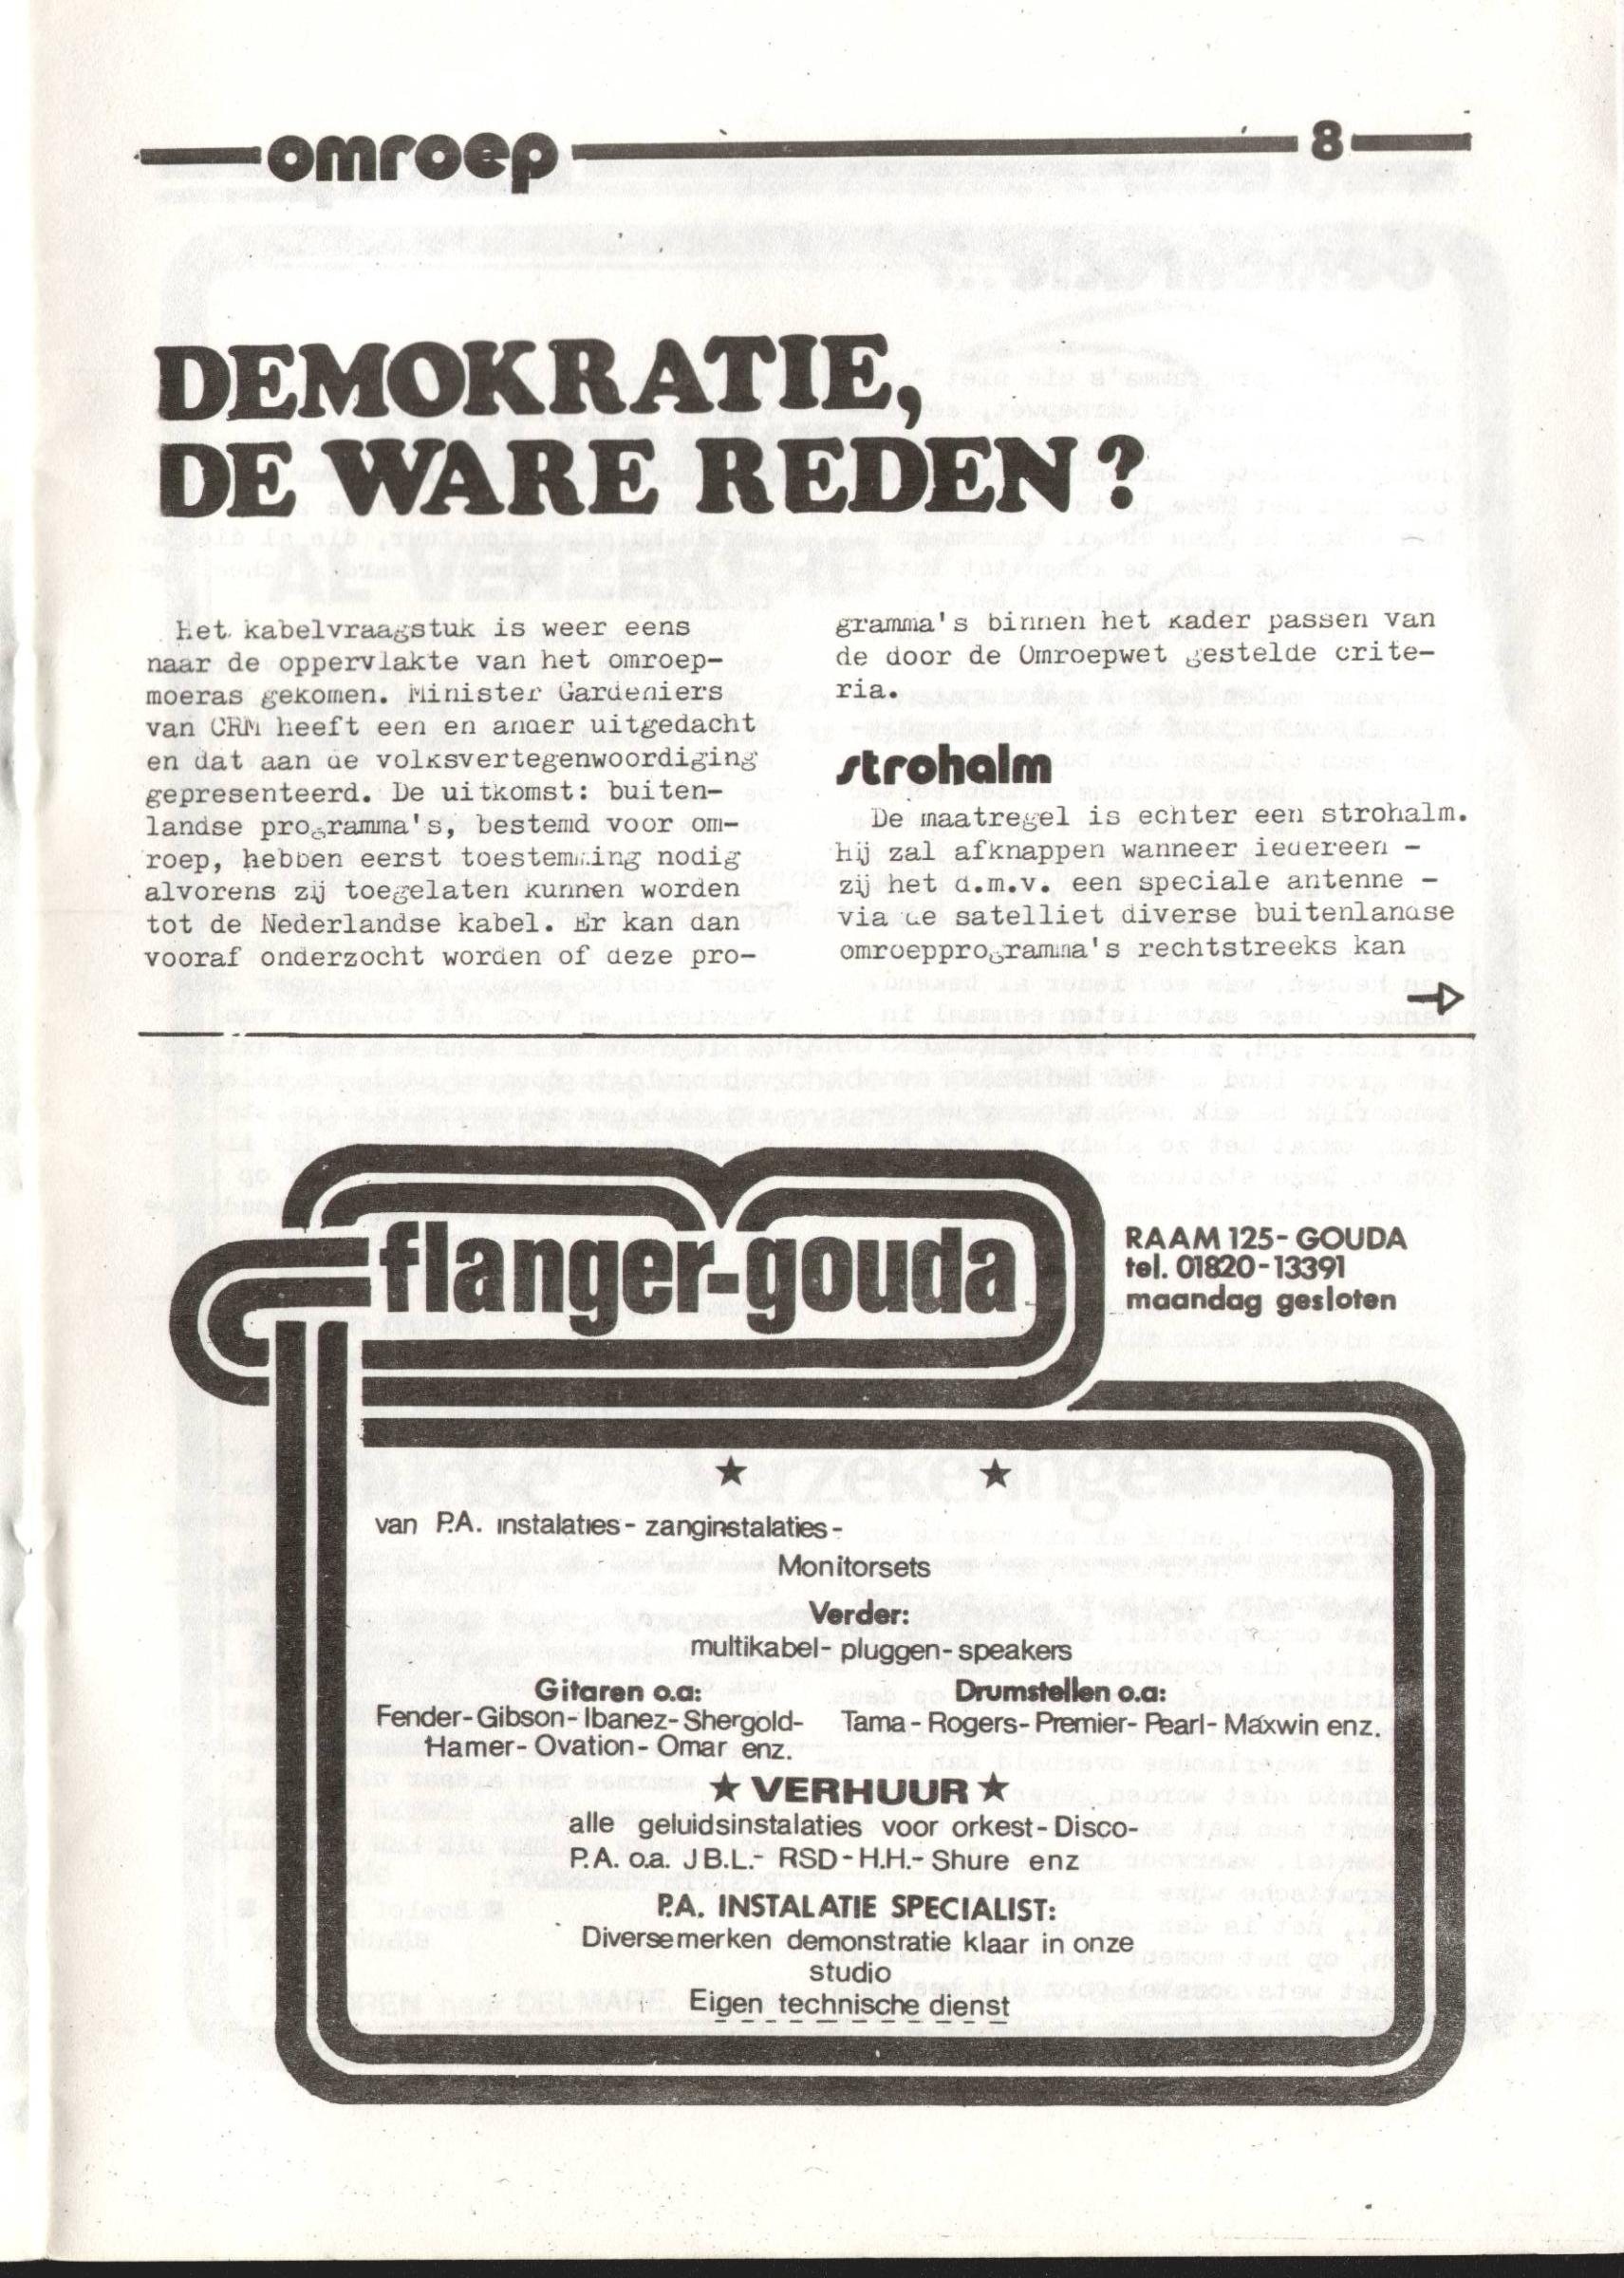 omroep 8
DEMOKRATIE,
DE WARE REDEN?
Het kabelvraagstuk is weer eens
naar de oppervlakte van het omroep-
moeras gekomen. Minister Gardeniers
van CRM heeft een en ander uitgedacht
en dat aan de volksvertegenwoordiging
gepresenteerd. De uitkomst: buiten-
landse programma's, bestemd voor om-
roep, hebben eerst toestemming nodig
alvorens zij toegelaten kunnen worden
tot de Nederlandse kabel. Er kan dan
vooraf onderzocht worden of deze pro-
gramma's binnen het kader passen van
de door de Omroepwet gestelde crite-
ria.
strohalm
De maatregel is echter een strohalm.
Hij zal afknappen wanneer iedereen -
zij het d.m.v. een speciale antenne -
via de satelliet diverse buitenlandse
omroepprogramma's rechtstreeks kan
flanger-gouda
RAAM 125- GOUDA
tel. 01820-13391
maandag gesloten
van P.A. instalaties- zanginstalaties-
Monitorsets
Verder:
multikabel- pluggen- speakers
Gitaren o.a:
Fender- Gibson- Ibanez- Shergold-
Hamer- Ovation- Omar enz.
Drumstellen o.a:
Tama- Rogers- Premier- Pearl- Maxwin enz.
★ VERHUUR ★
alle geluidsinstalaties voor orkest- Disco-
P.A. o.a. J B.L.- RSD- H.H.- Shure enz
P.A. INSTALATIE SPECIALIST:
Diverse merken demonstratie klaar in onze
studio
Eigen technische dienst